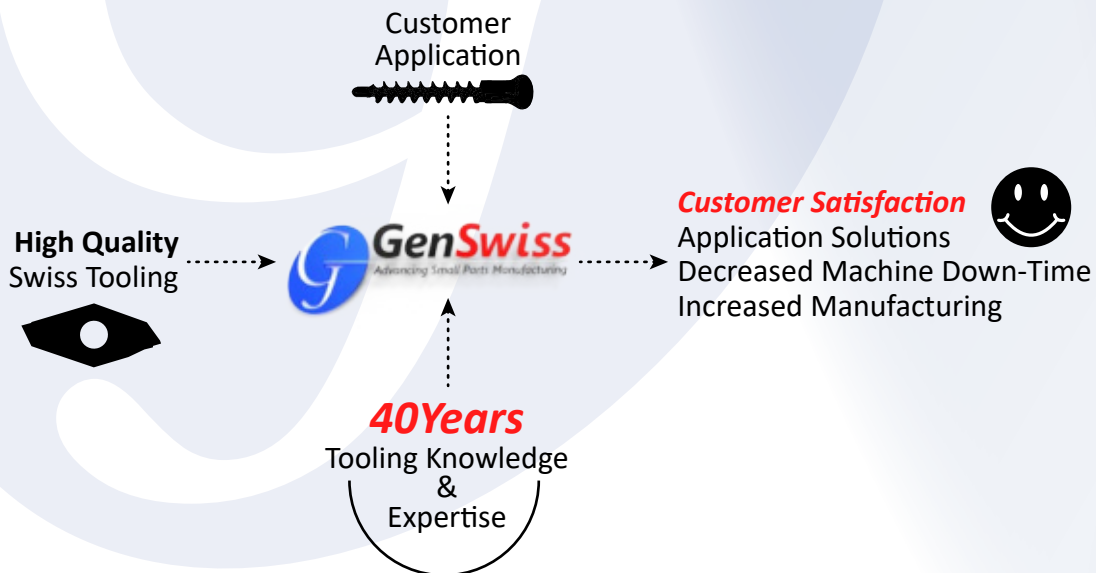 Customer
Application
High Quality
Swiss Tooling
g GenSwiss
Advancing Small Parts Manufacturing
Customer Satisfaction
Application Solutions
Decreased Machine Down-Time
Increased Manufacturing
40Years
Tooling Knowledge
&
Expertise